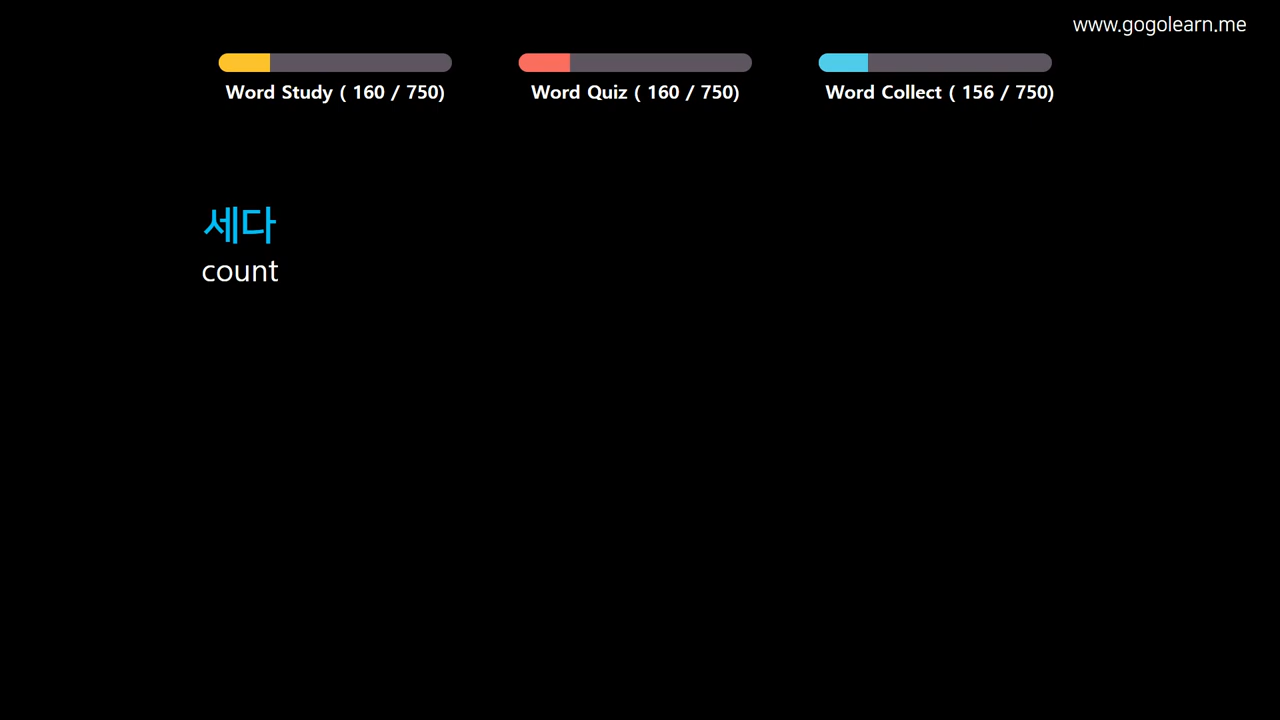 www.gogolearn.me
Word Study ( 160 / 750)
Word Quiz ( 160 / 750)
Word Collect ( 156 / 750)
세다
count